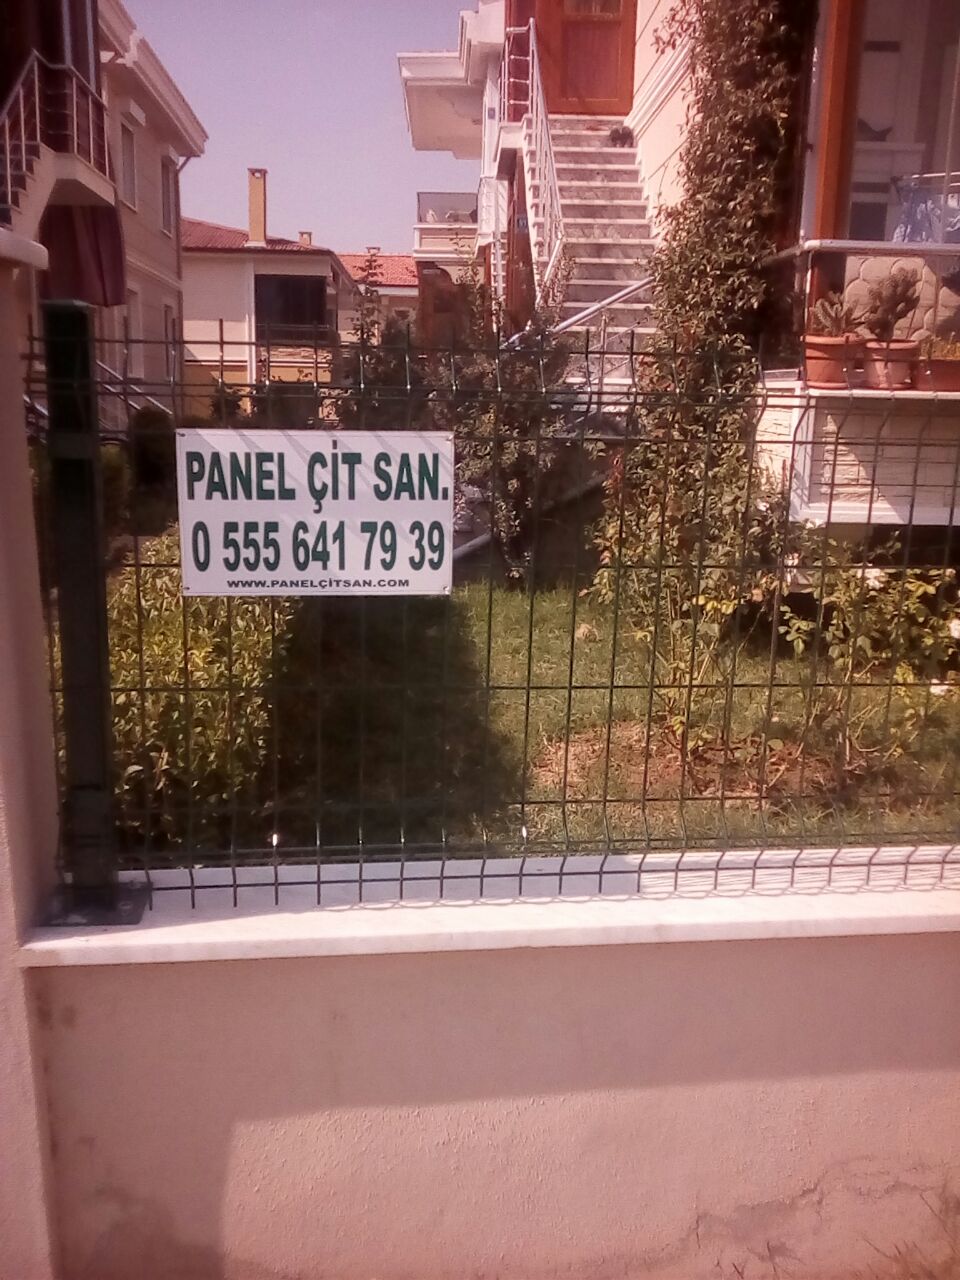 PANEL ÇİT SAN.
0 555 641 79 39
WWW.PANELÇİTSAN.COM